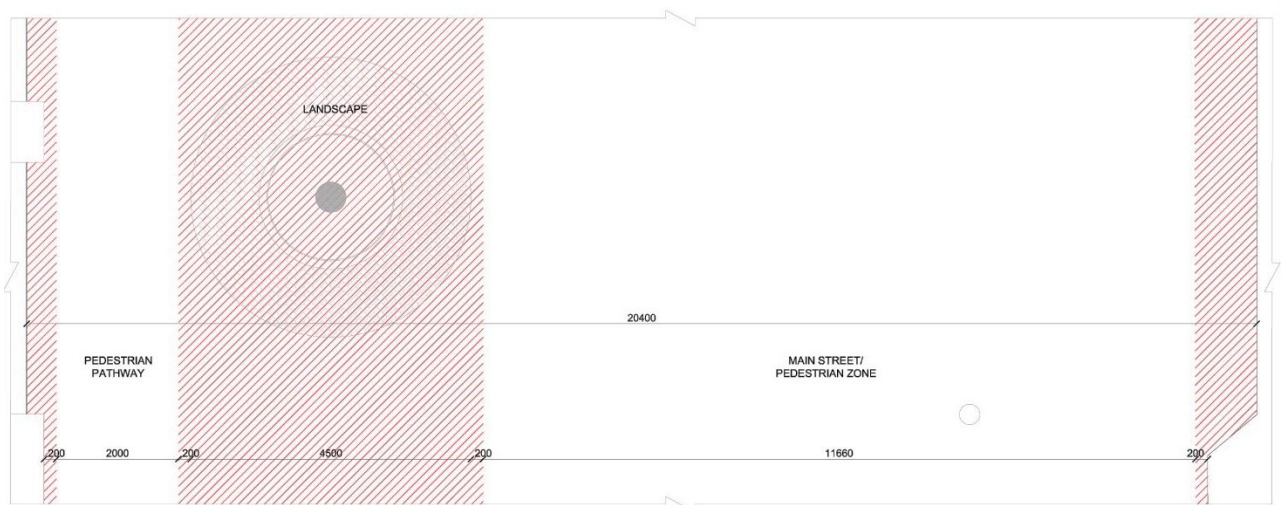 LANDSCAPE
20400
PEDESTRIAN
PATHWAY
MAIN STREET/
PEDESTRIAN ZONE
200 2000 200 4500 200 11660 200